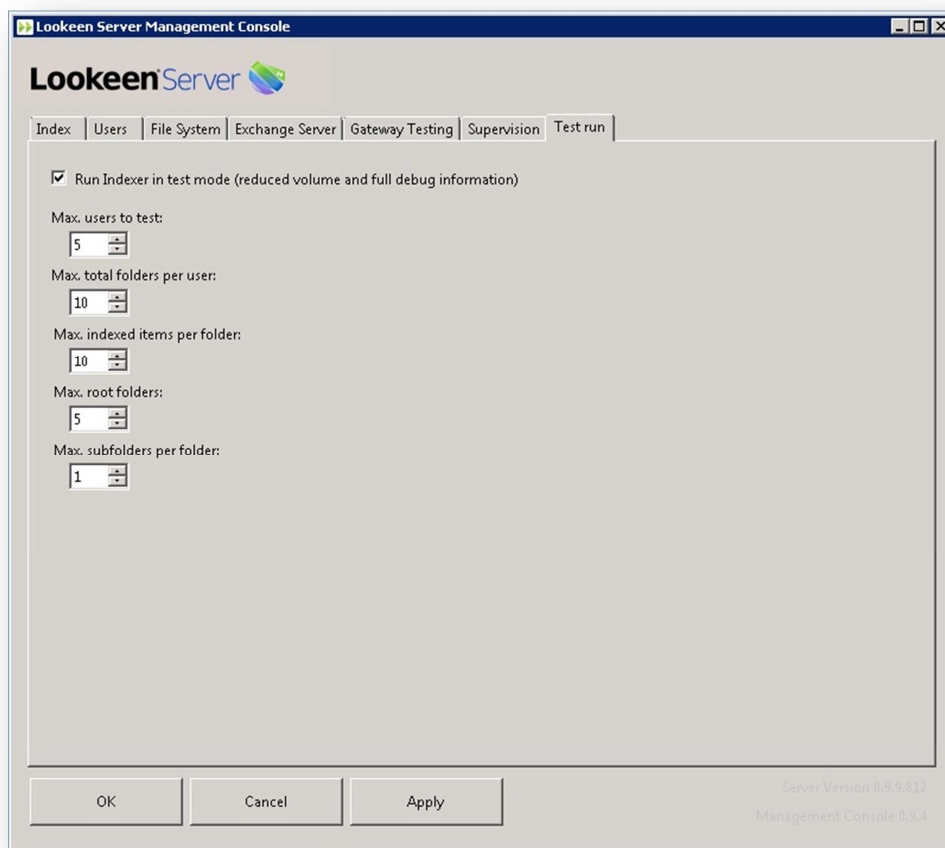 Lookeen Server Management Console
Lookeen Server
Index Users File System Exchange Server Gateway Testing Supervision Test run
Run Indexer in test mode (reduced volume and full debug information)
Max. users to test:
5
Max. total folders per user:
10
Max. indexed items per folder:
10
Max. root folders:
5
Max. subfolders per folder:
1
OK Cancel Apply
Server Version 0.9.9.812
Management Console 0.9.4